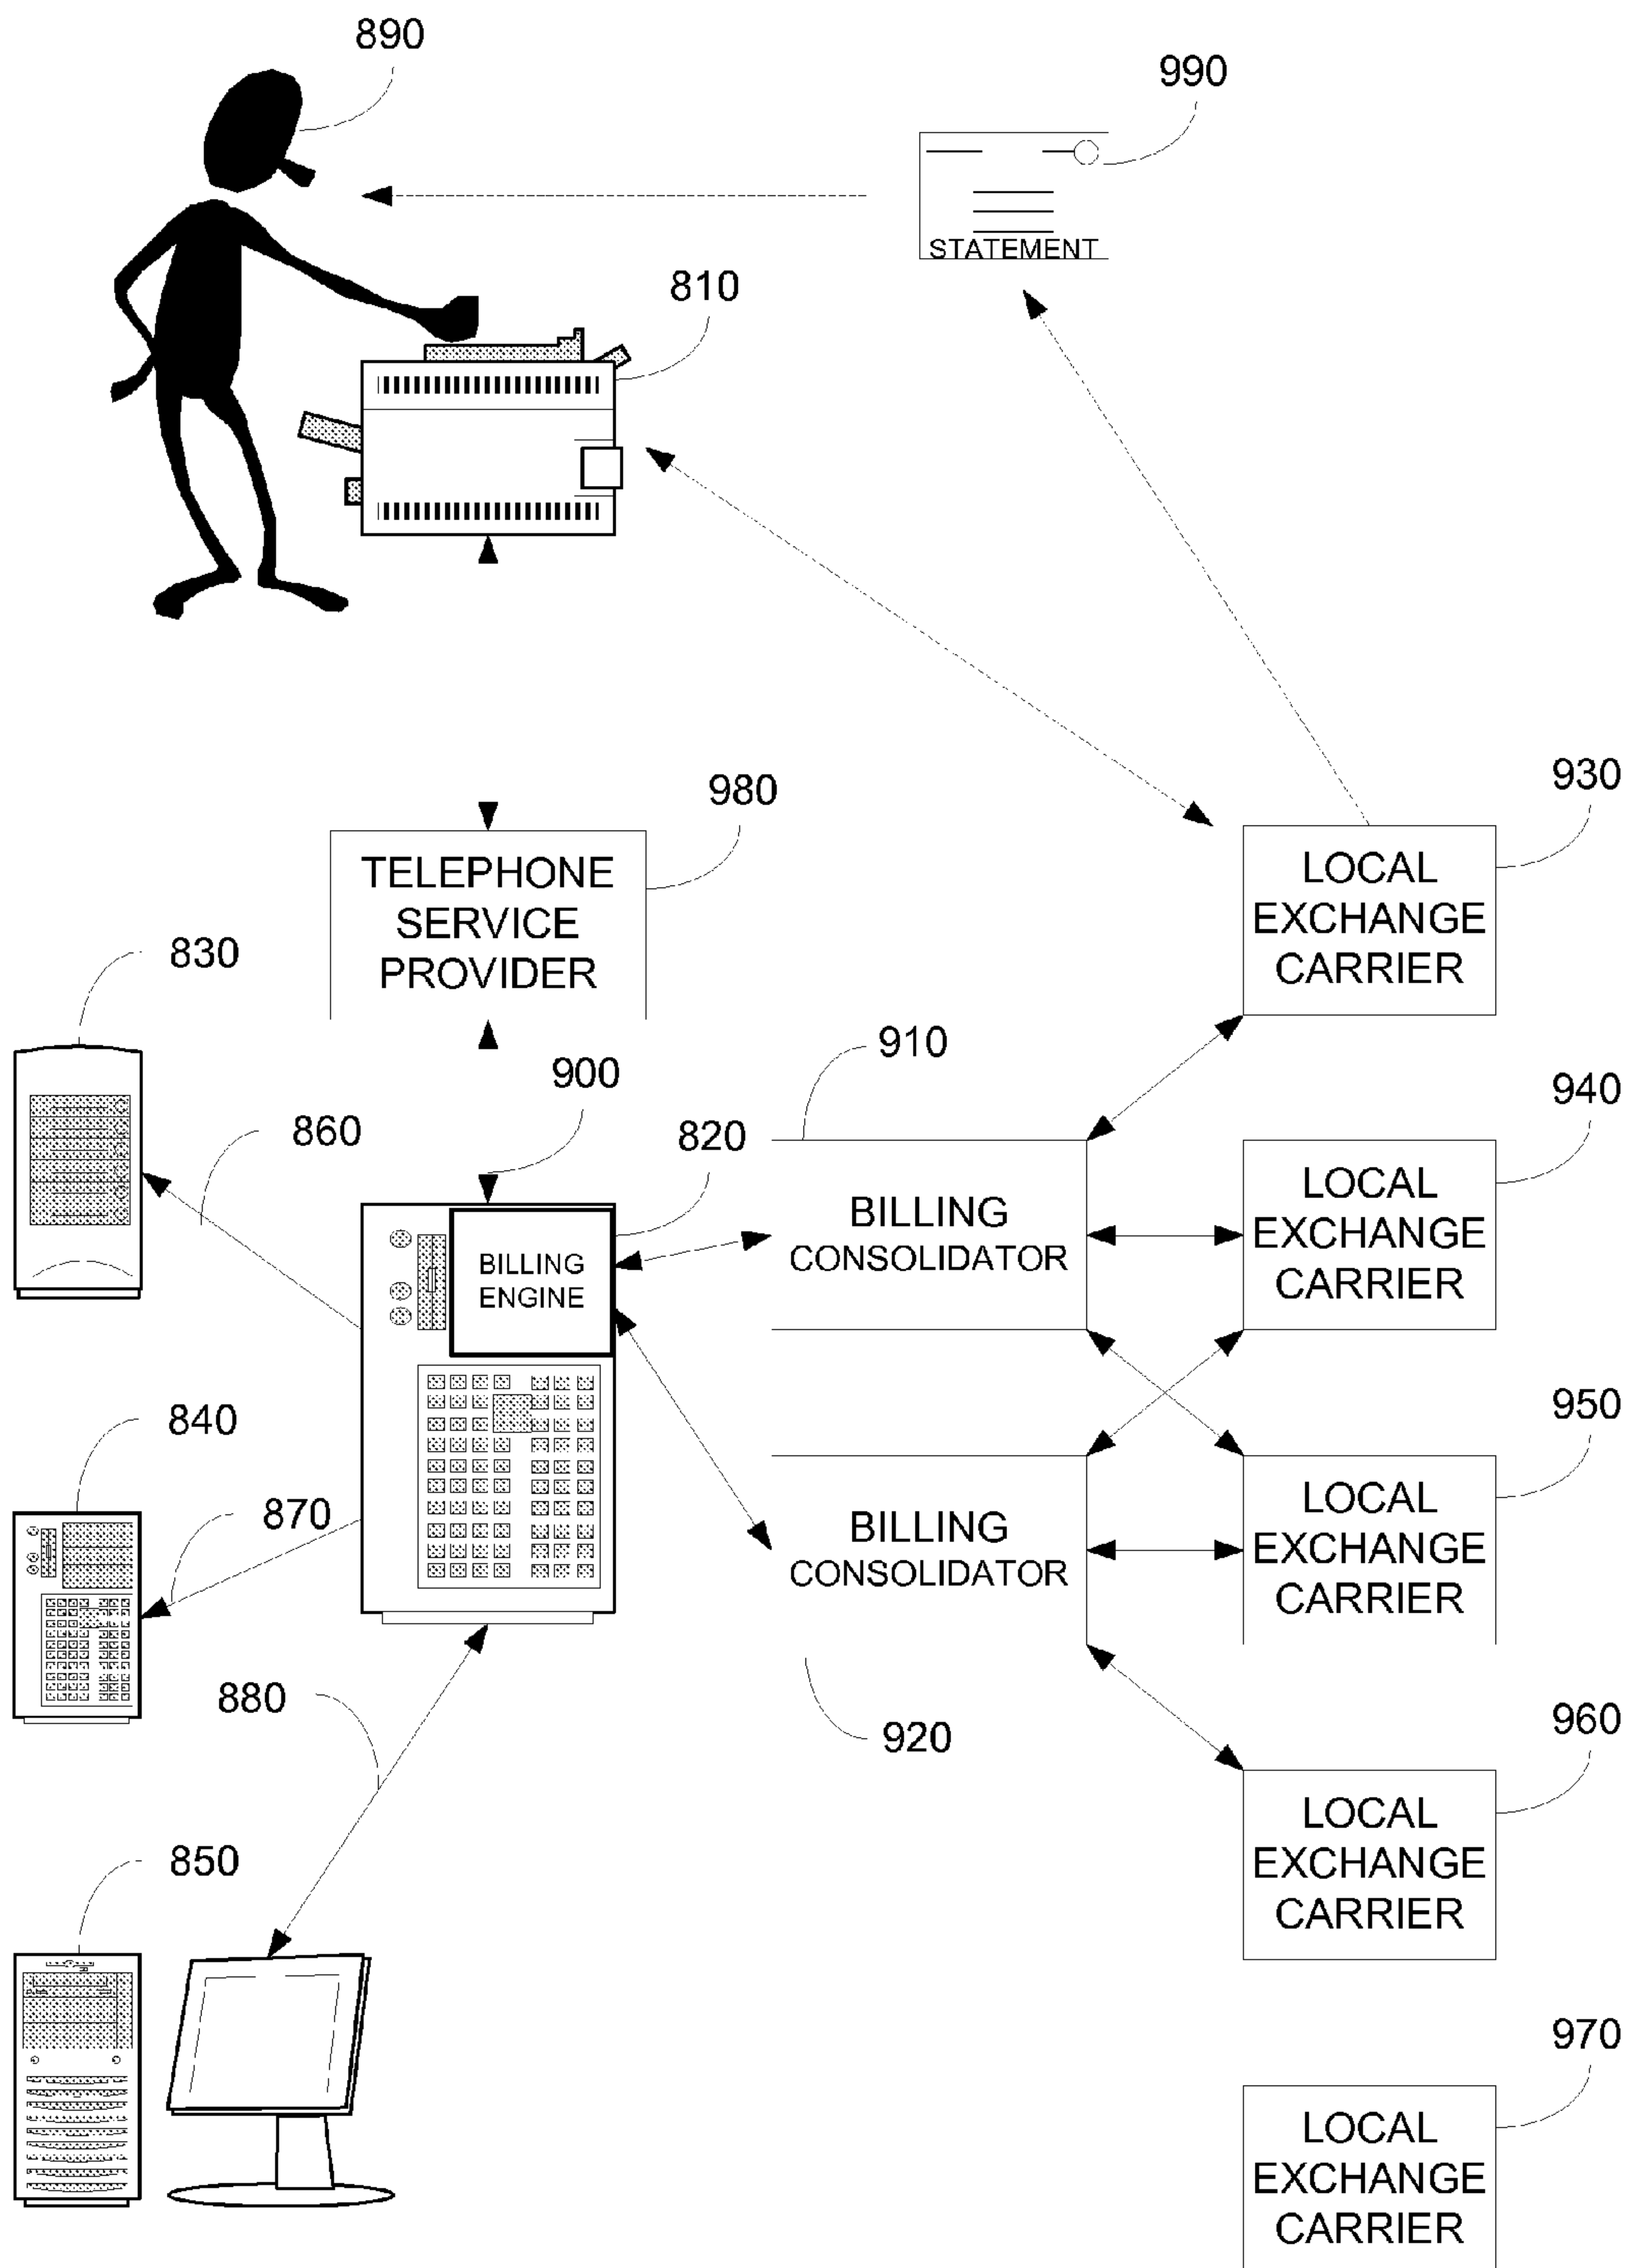 890
990
STATEMENT
810
930
980
LOCAL
EXCHANGE
CARRIER
TELEPHONE
SERVICE
PROVIDER
830
910
900
940
860
820
LOCAL
EXCHANGE
CARRIER
BILLING
CONSOLIDATOR
BILLING
ENGINE
950
840
LOCAL
EXCHANGE
CARRIER
870
BILLING
CONSOLIDATOR
880
960
920
LOCAL
EXCHANGE
CARRIER
850
970
LOCAL
EXCHANGE
CARRIER